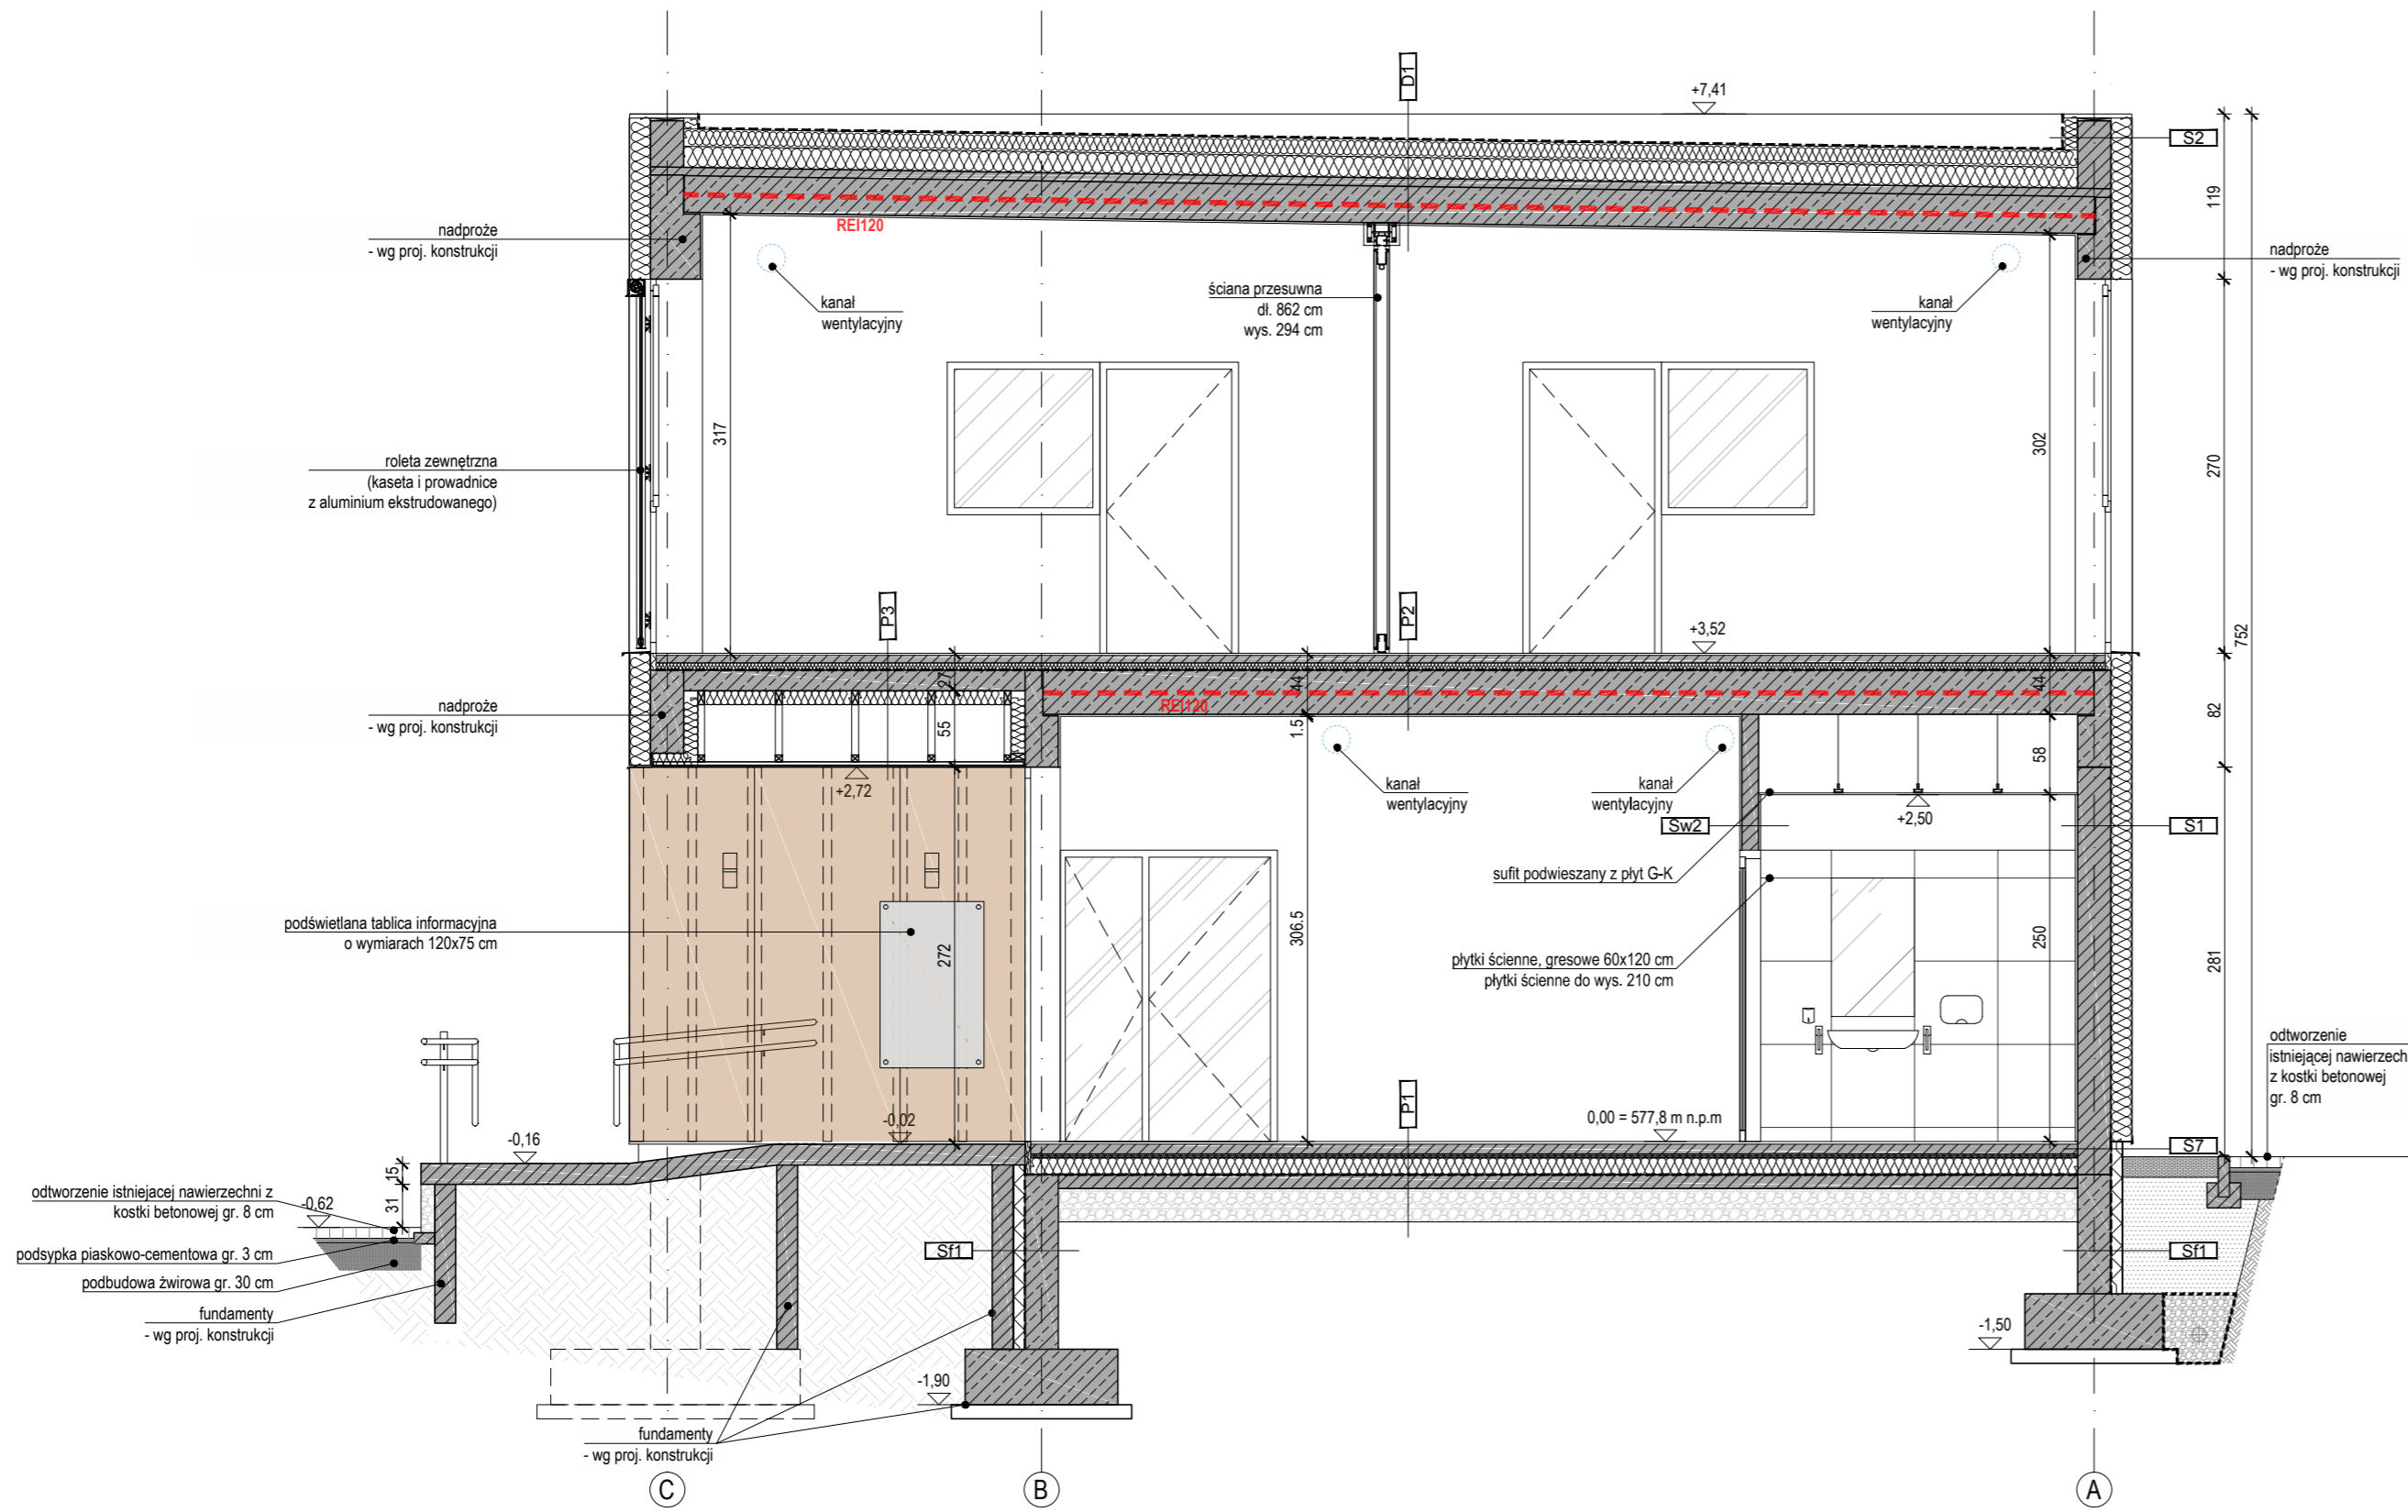 D1
+7,41
S2
119
REI120
nadproże
- wg proj. konstrukcji
nadproże
- wg proj. konstrukcji
kanał
wentylacyjny
ściana przesuwna
dł. 862 cm
wys. 294 cm
kanał
wentylacyjny
317
302
270
roleta zewnętrzna
(kaseta i prowadnice
z aluminium ekstrudowanego)
P3
P2
+3,52
752
27
44
44
nadproże
- wg proj. konstrukcji
REI120
55
1.5
58
82
+2,72
kanał
wentylacyjny
kanał
wentylacyjny
+2,50
Sw2
S1
sufit podwieszany z płyt G-K
podświetlana tablica informacyjna
o wymiarach 120x75 cm
272
306.5
250
281
płytki ścienne, gresowe 60x120 cm
płytki ścienne do wys. 210 cm
odtworzenie
istniejącej nawierzech
z kostki betonowej
gr. 8 cm
P1
-0,02
0,00 = 577,8 m n.p.m
-0,16
S7
15
31
odtworzenie istniejacej nawierzechni z
kostki betonowej gr. 8 cm
-0,62
podsypka piaskowo-cementowa gr. 3 cm
podbudowa żwirowa gr. 30 cm
fundamenty
- wg proj. konstrukcji
Sf1
Sf1
-1,50
-1,90
fundamenty
- wg proj. konstrukcji
C
B
A